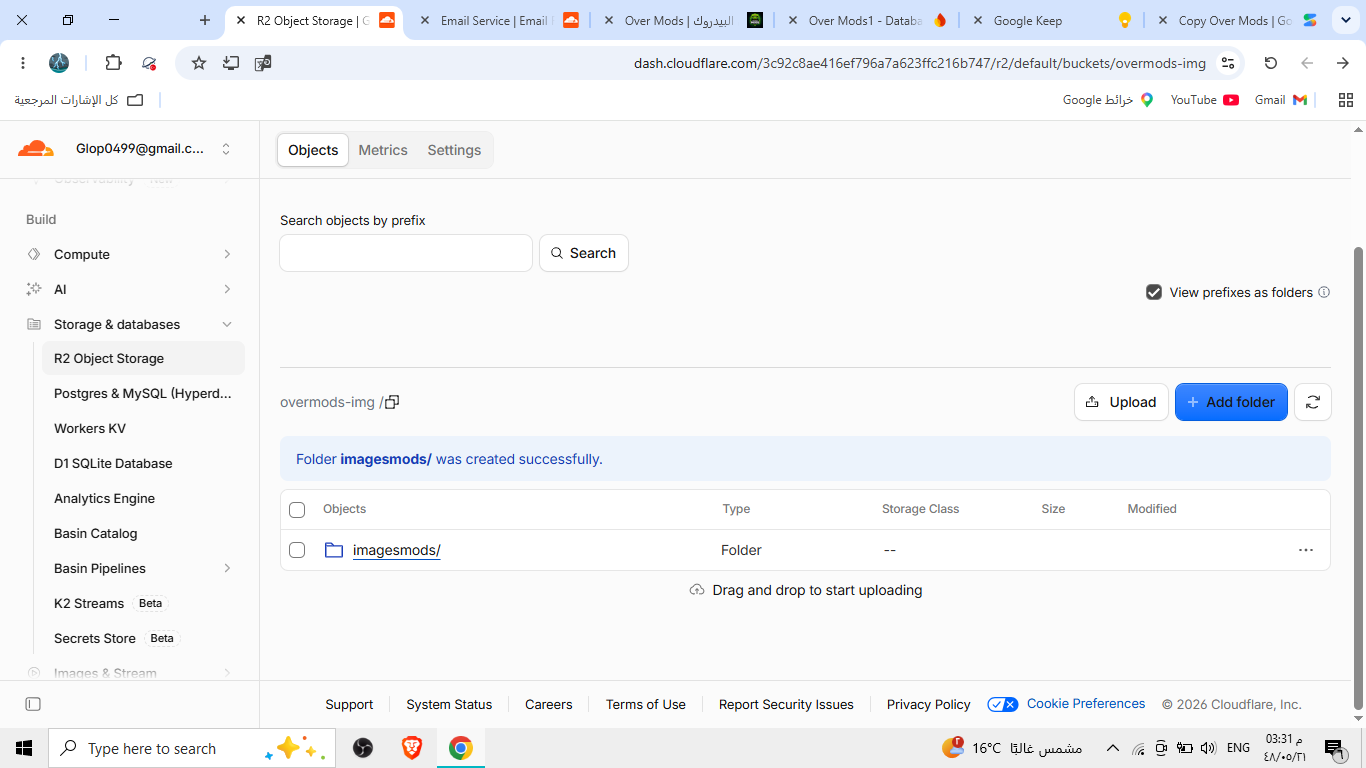 R2 Object Storage | G
Email Service | Email
Over Mods | البيدروك
Over Mods1 - Databa
Google Keep
Copy Over Mods | Go
dash.cloudflare.com/3c92c8ae416ef796a7a623ffc216b747/r2/default/buckets/overmods-img
كل الإشارات المرجعية
خرائط Google
YouTube
Gmail
Glop0499@gmail.c...
Objects
Metrics
Settings
Observability
New
Build
Compute
AI
Storage & databases
R2 Object Storage
Postgres & MySQL (Hyperd...
Workers KV
D1 SQLite Database
Analytics Engine
Basin Catalog
Basin Pipelines
K2 Streams Beta
Secrets Store Beta
Images & Stream
Search objects by prefix
Search
View prefixes as folders
overmods-img /
Upload
Add folder
Folder imagesmods/ was created successfully.
Objects Type Storage Class Size Modified
imagesmods/ Folder --
Drag and drop to start uploading
Support
System Status
Careers
Terms of Use
Report Security Issues
Privacy Policy
Cookie Preferences
© 2026 Cloudflare, Inc.
Type here to search
16°C مشمس غالبًا
ENG
03:31 م
٤٨/٠٥/٢١